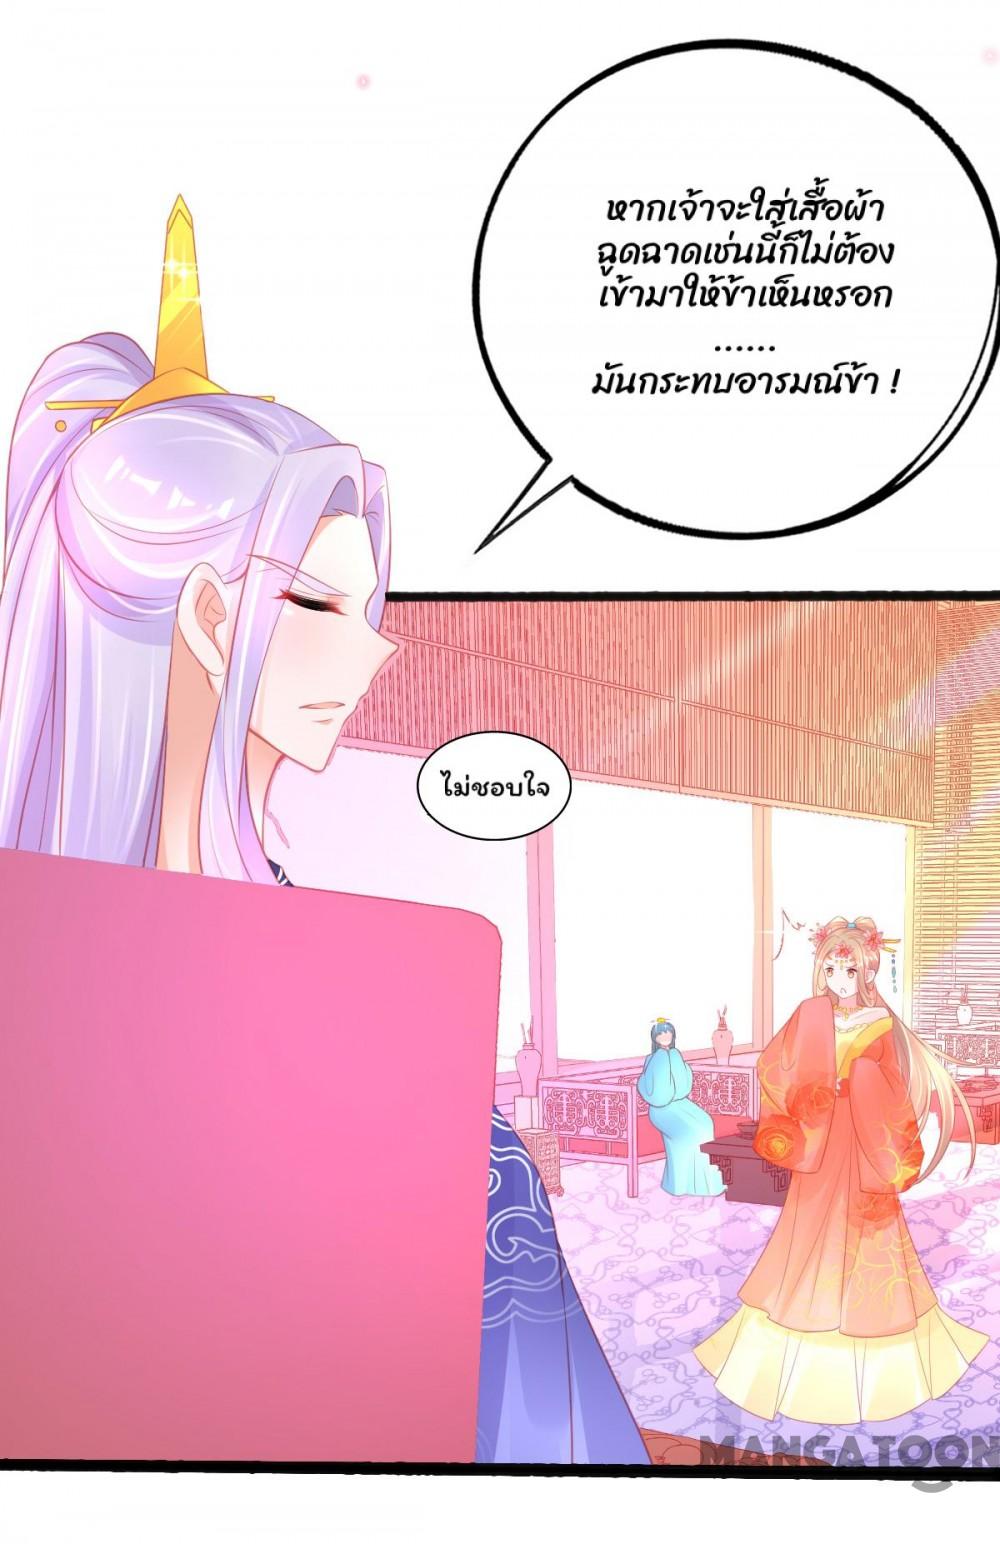 หากเจ้าจะใส่เสื้อผ้า
ฉูดฉาดเช่นนี้ก็ไม่ต้อง
เข้ามาให้ข้าเห็นหรอก
......
มันกระทบอารมณ์ข้า !
ไม่ชอบใจ
MANGATOON